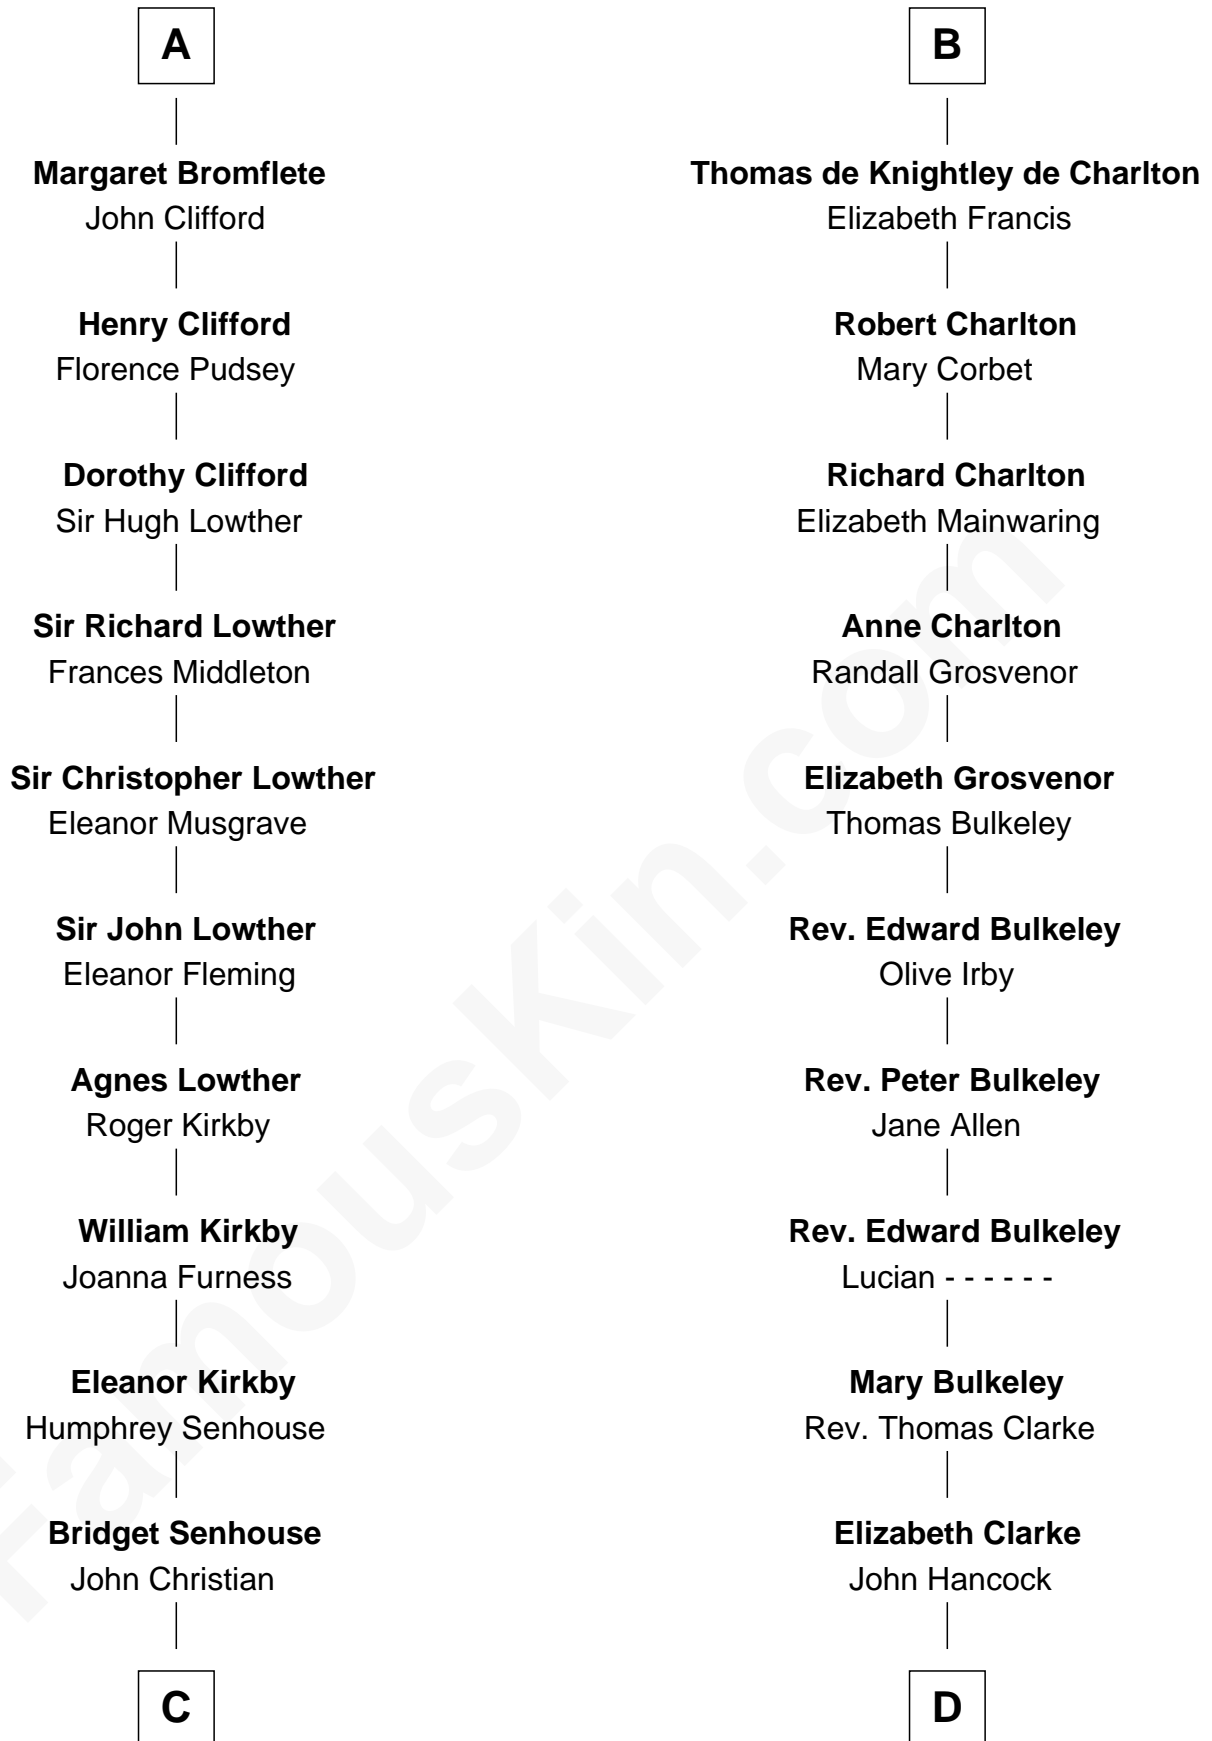 A
Margaret Bromflete
John Clifford
Henry Clifford
Florence Pudsey
Dorothy Clifford
Sir Hugh Lowther
Sir Richard Lowther
Frances Middleton
Sir Christopher Lowther
Eleanor Musgrave
Sir John Lowther
Eleanor Fleming
Agnes Lowther
Roger Kirkby
William Kirkby
Joanna Furness
Eleanor Kirkby
Humphrey Senhouse
Bridget Senhouse
John Christian
C
B
Thomas de Knightley de Charlton
Elizabeth Francis
Robert Charlton
Mary Corbet
Richard Charlton
Elizabeth Mainwaring
Anne Charlton
Randall Grosvenor
Elizabeth Grosvenor
Thomas Bulkeley
Rev. Edward Bulkeley
Olive Irby
Rev. Peter Bulkeley
Jane Allen
Rev. Edward Bulkeley
Lucian - - - - - -
Mary Bulkeley
Rev. Thomas Clarke
Elizabeth Clarke
John Hancock
D
FamousKin.com